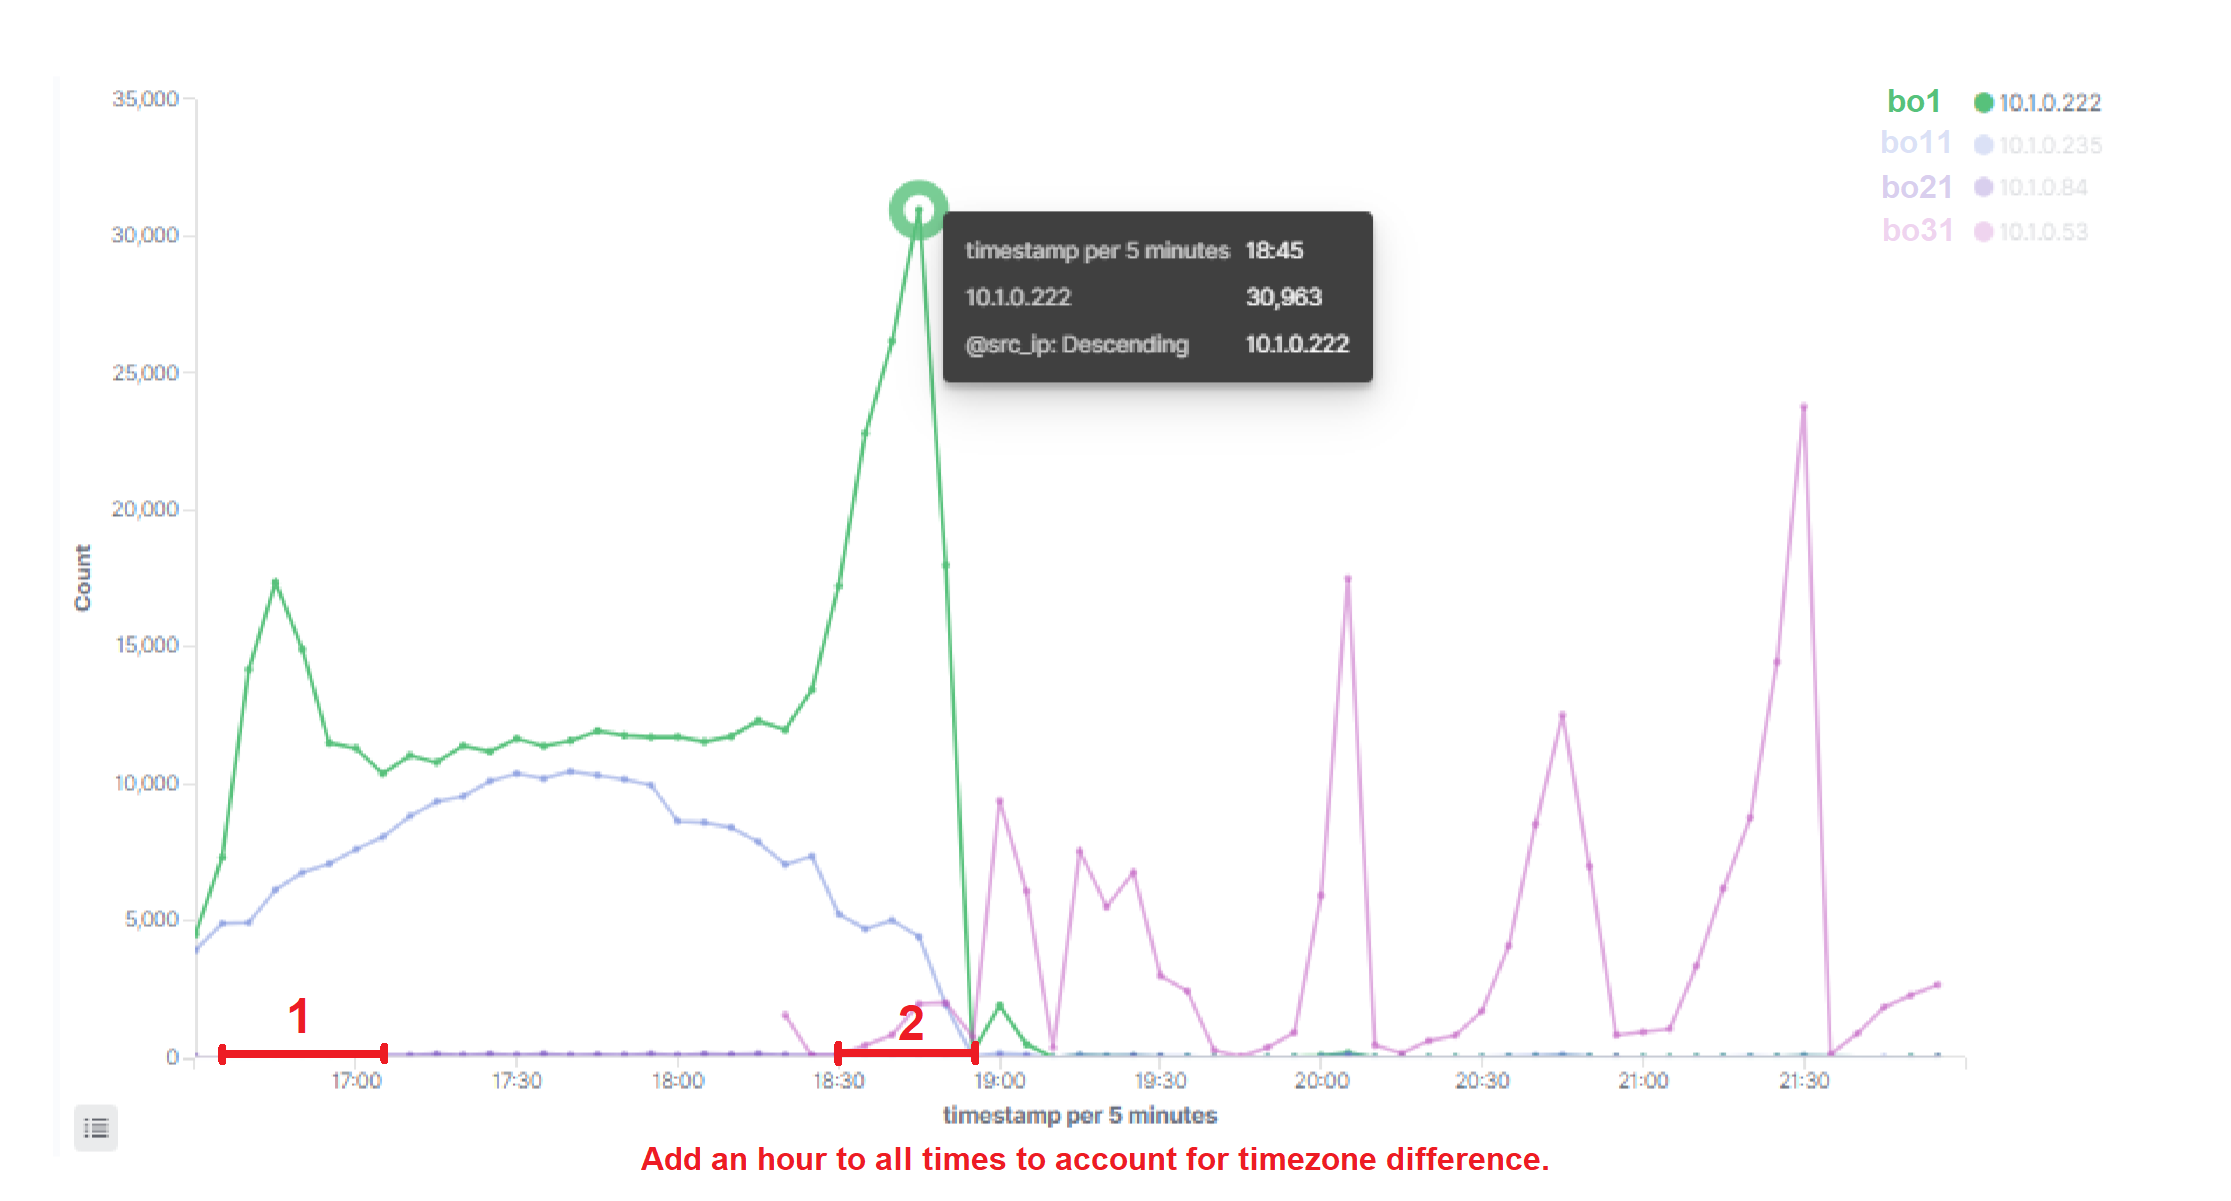 35,000
30,000
25,000
20,000
15,000
10,000
5,000
0
Count
bo1 10.1.0.222
bo11 10.1.0.235
bo21 10.1.0.84
bo31 10.1.0.53
timestamp per 5 minutes 18:45
10.1.0.222 30,963
@src_ip: Descending 10.1.0.222
1
2
17:00 17:30 18:00 18:30 19:00 19:30 20:00 20:30 21:00 21:30
timestamp per 5 minutes
Add an hour to all times to account for timezone difference.